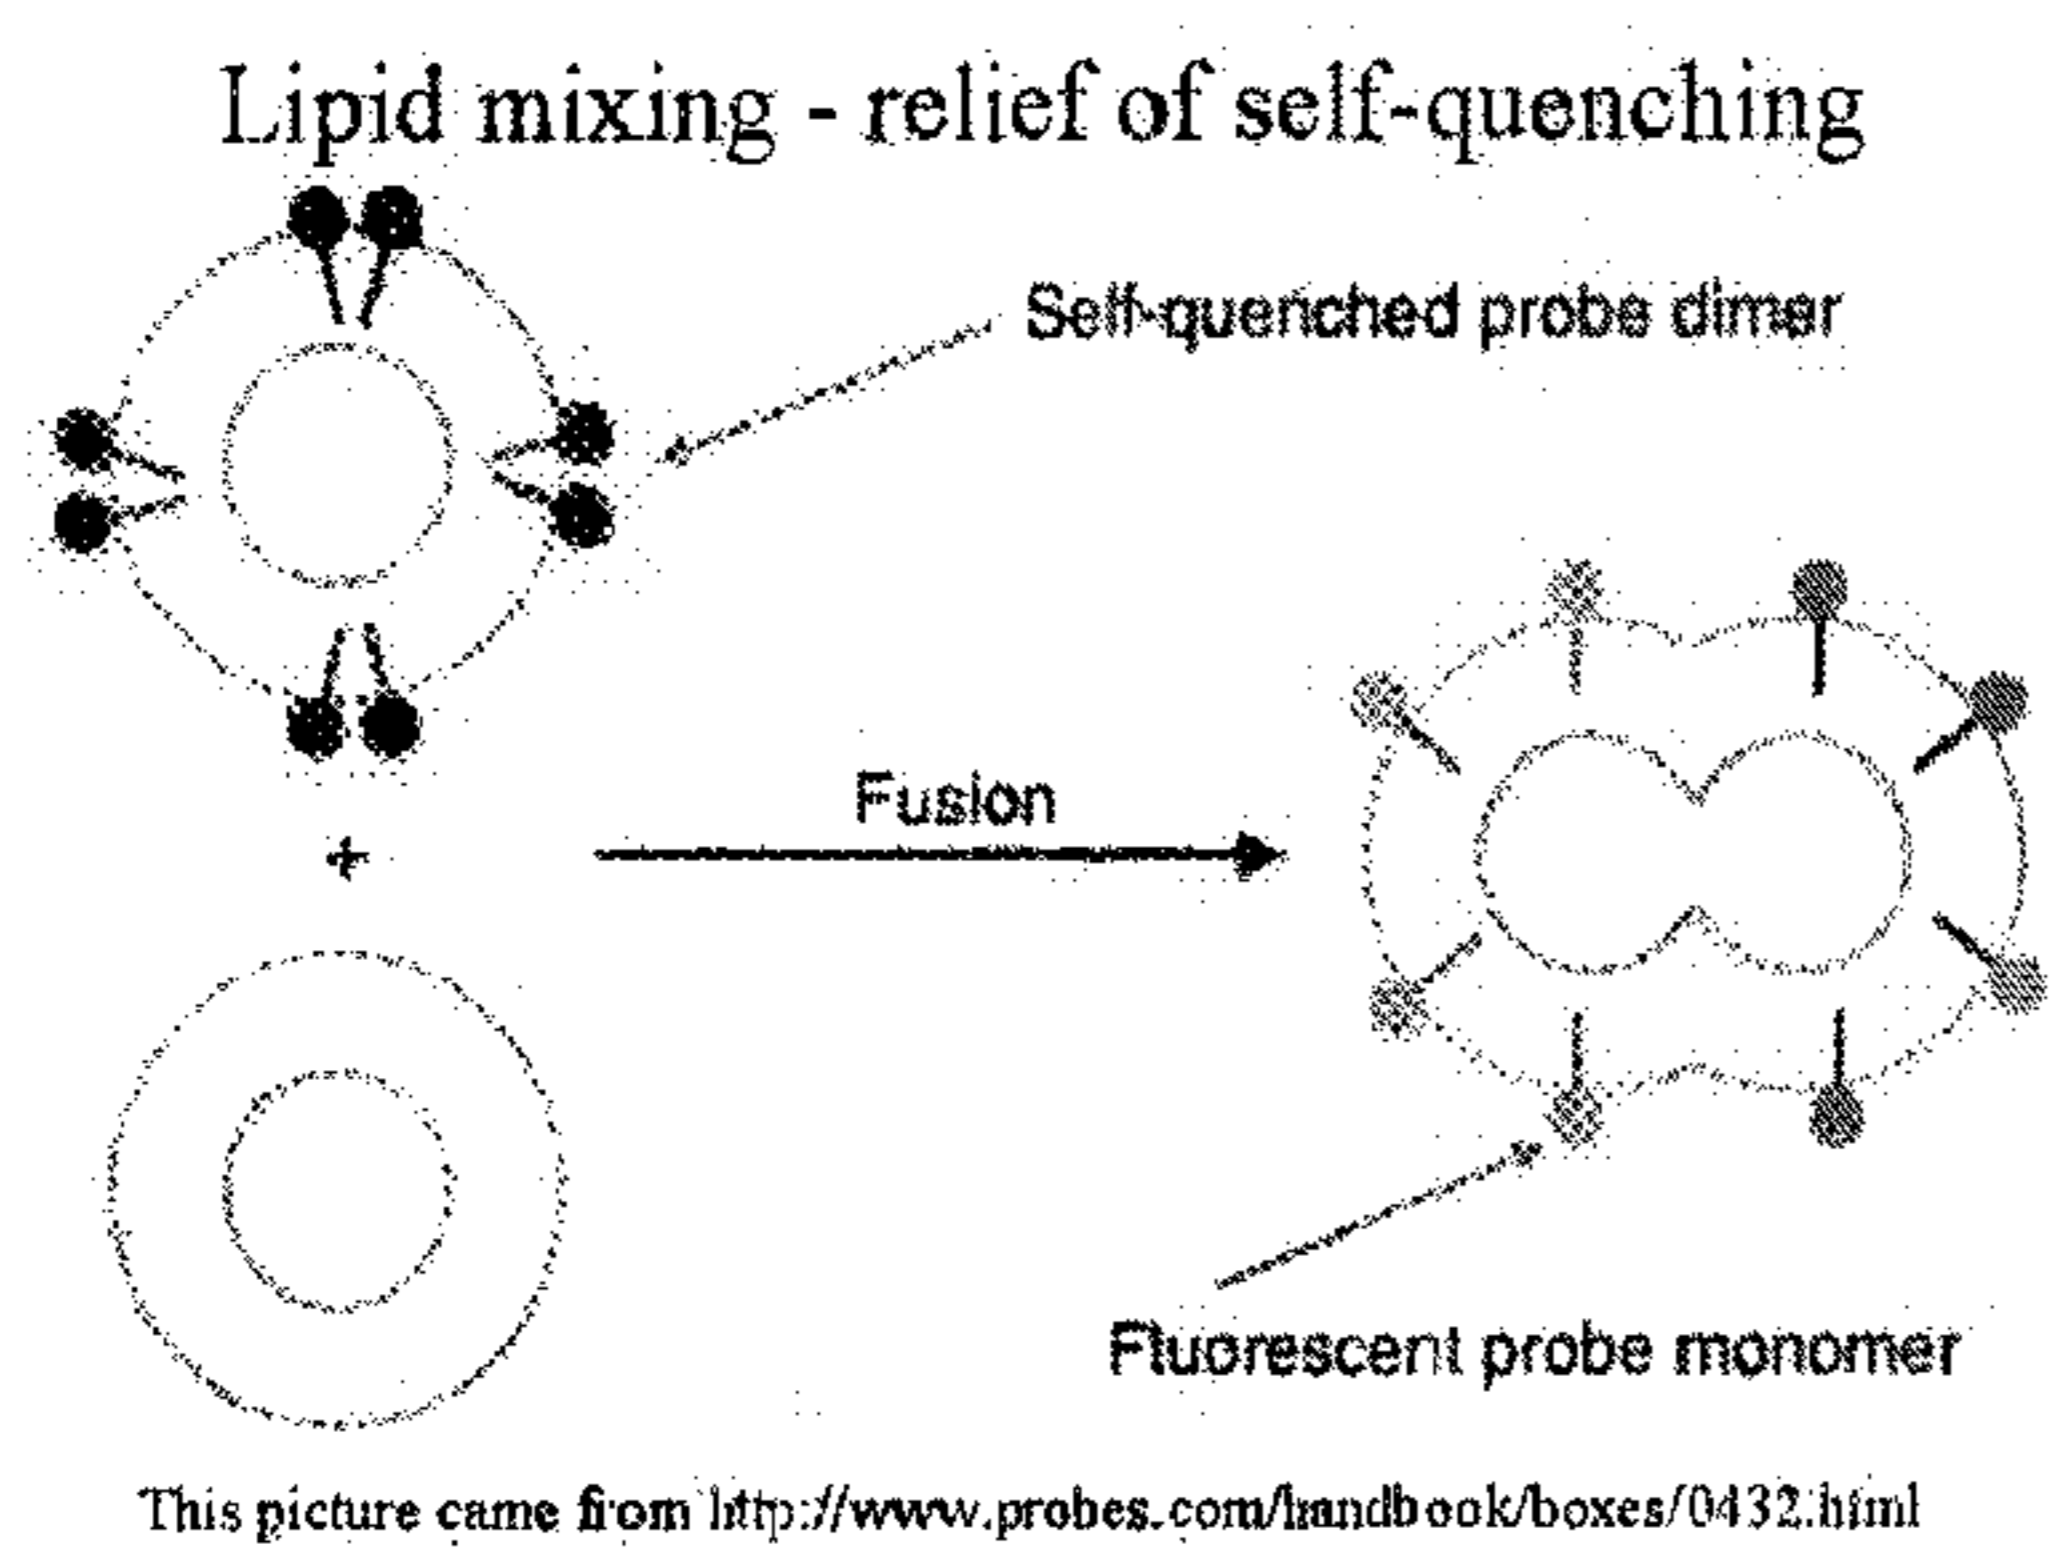 Lipid mixing - relief of self-quenching
Self-quenched probe dimer
Fusion
+
Fluorescent probe monomer
This picture came from http://www.probes.com/handbook/boxes/0432.html